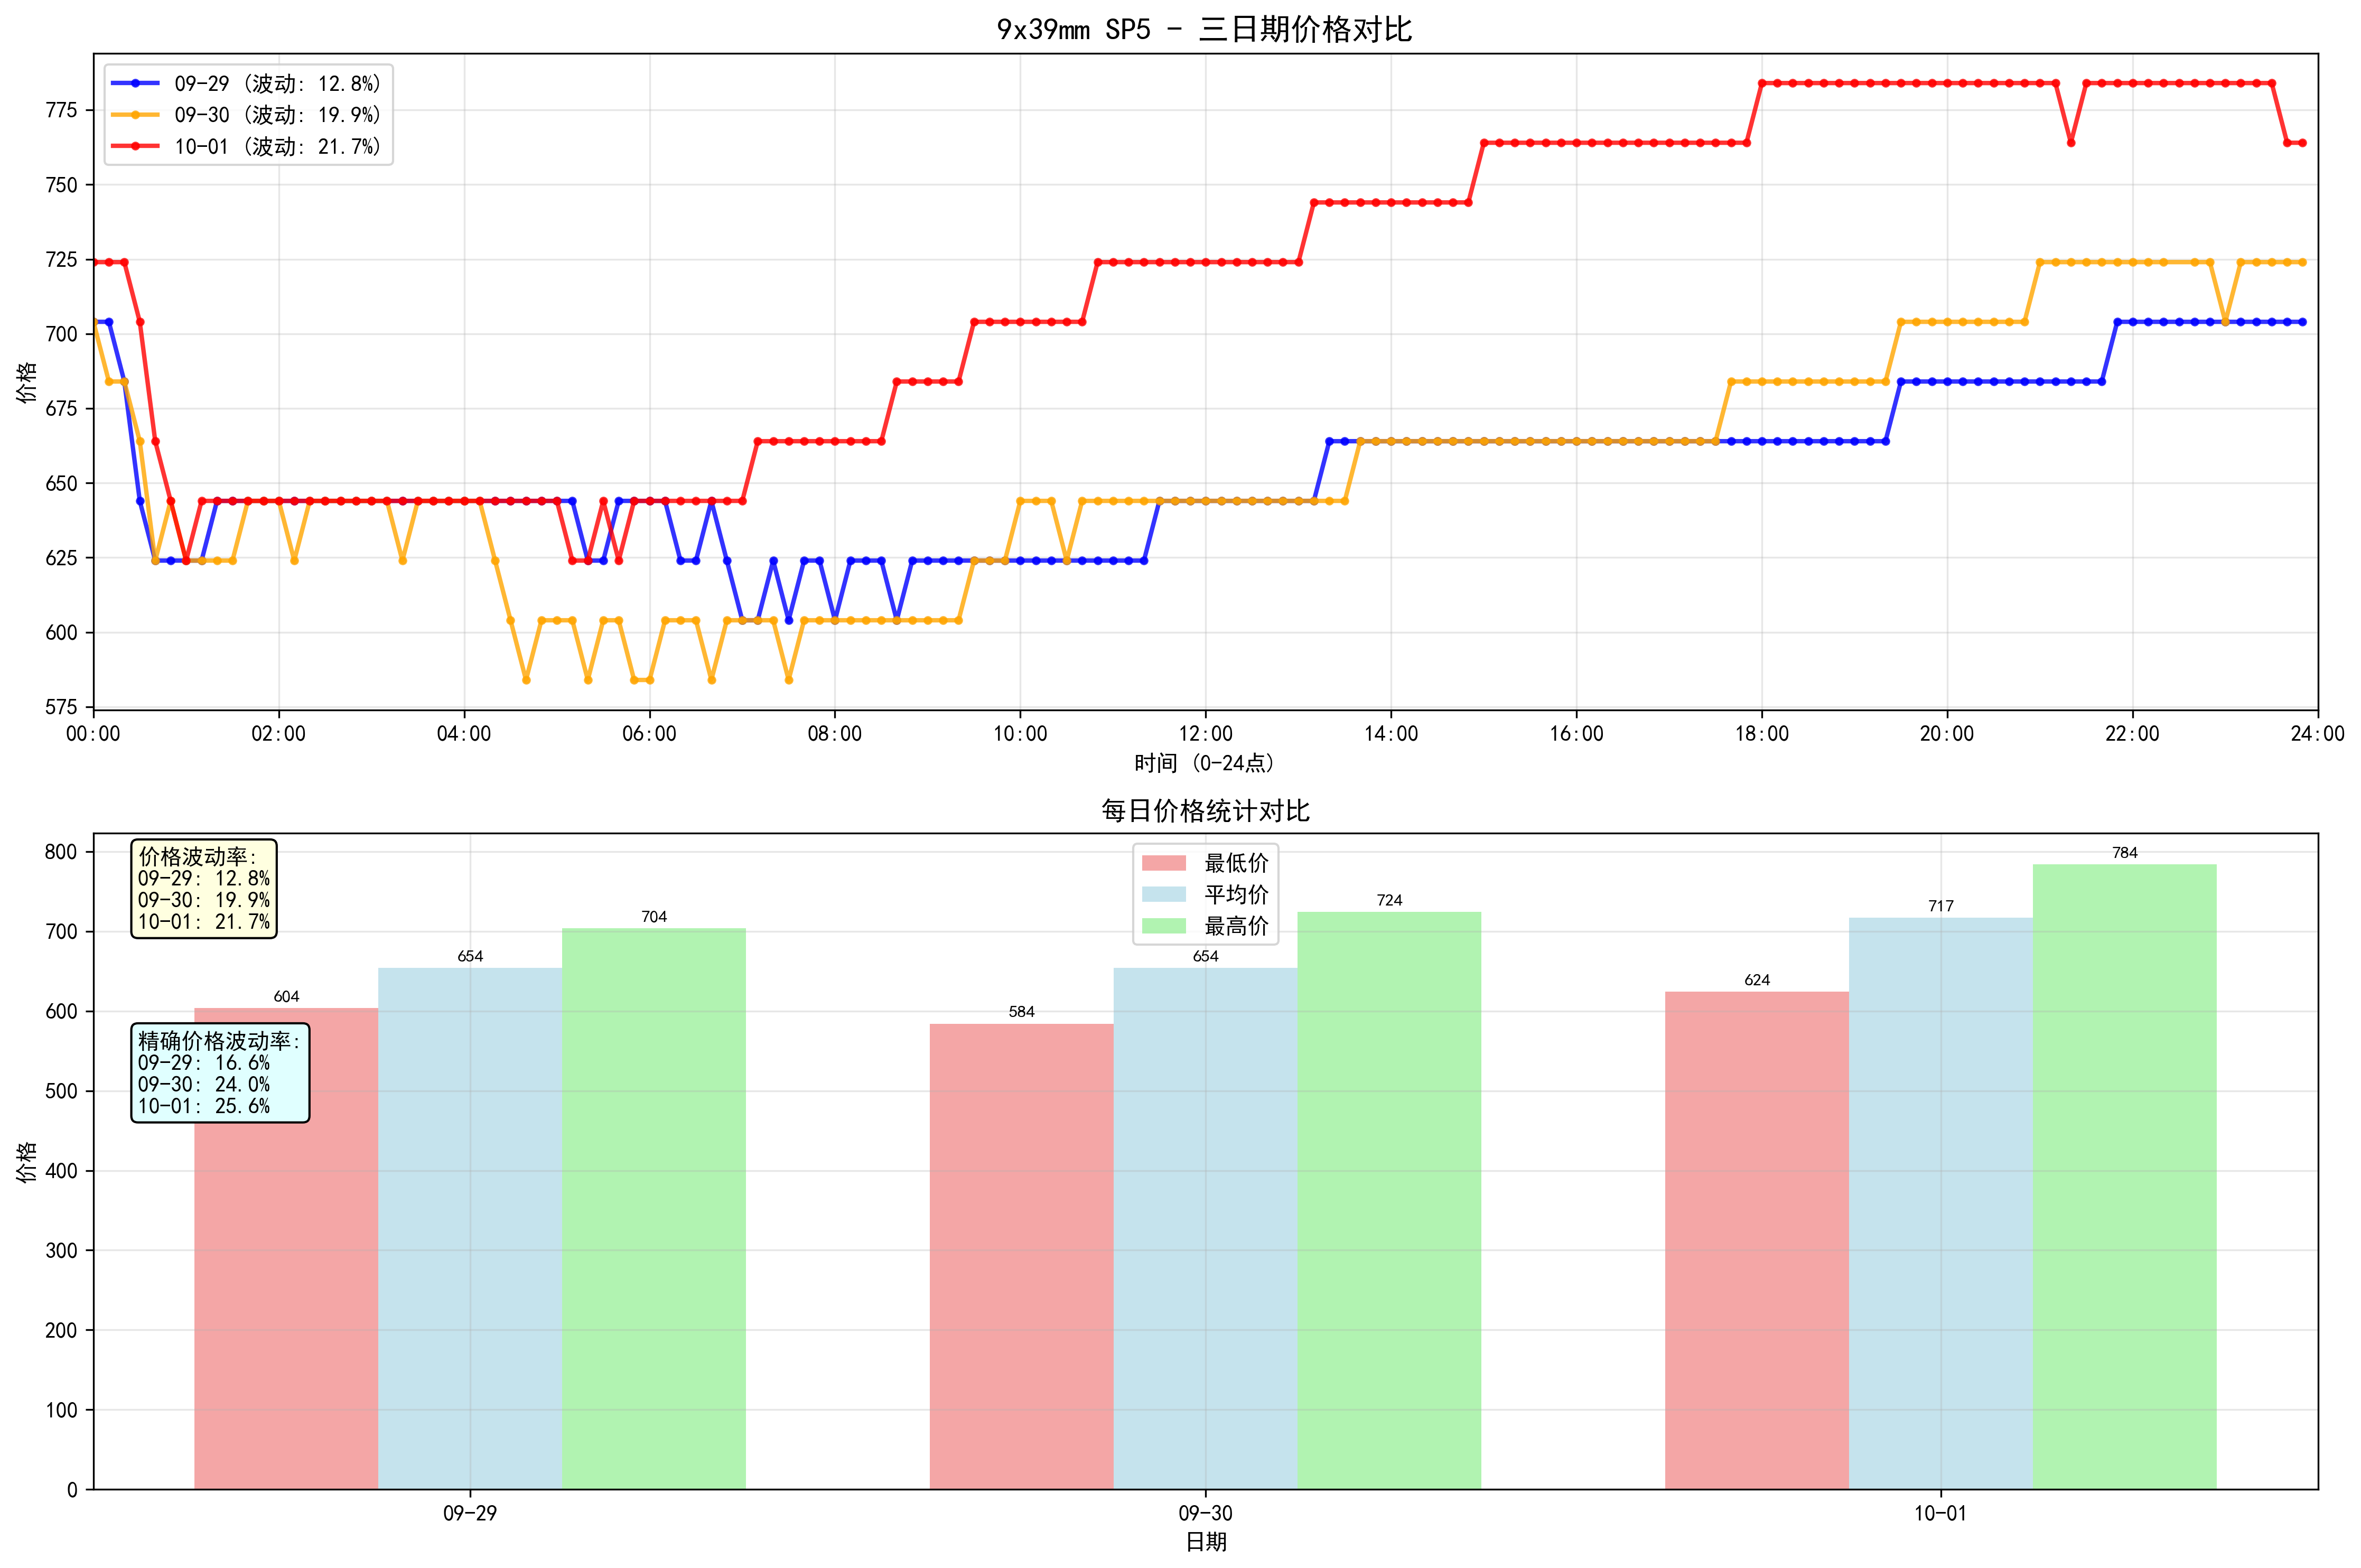 9x39mm SP5 - 三日期价格对比
09-29 (波动: 12.8%)
09-30 (波动: 19.9%)
10-01 (波动: 21.7%)
价格
775
750
725
700
675
650
625
600
575
00:00 02:00 04:00 06:00 08:00 10:00 12:00 14:00 16:00 18:00 20:00 22:00 24:00
时间 (0-24点)
每日价格统计对比
价格波动率:
09-29: 12.8%
09-30: 19.9%
10-01: 21.7%
精确价格波动率:
09-29: 16.6%
09-30: 24.0%
10-01: 25.6%
最低价
平均价
最高价
604 654 704
584 654 724
624 717 784
价格
800
700
600
500
400
300
200
100
0
09-29 09-30 10-01
日期